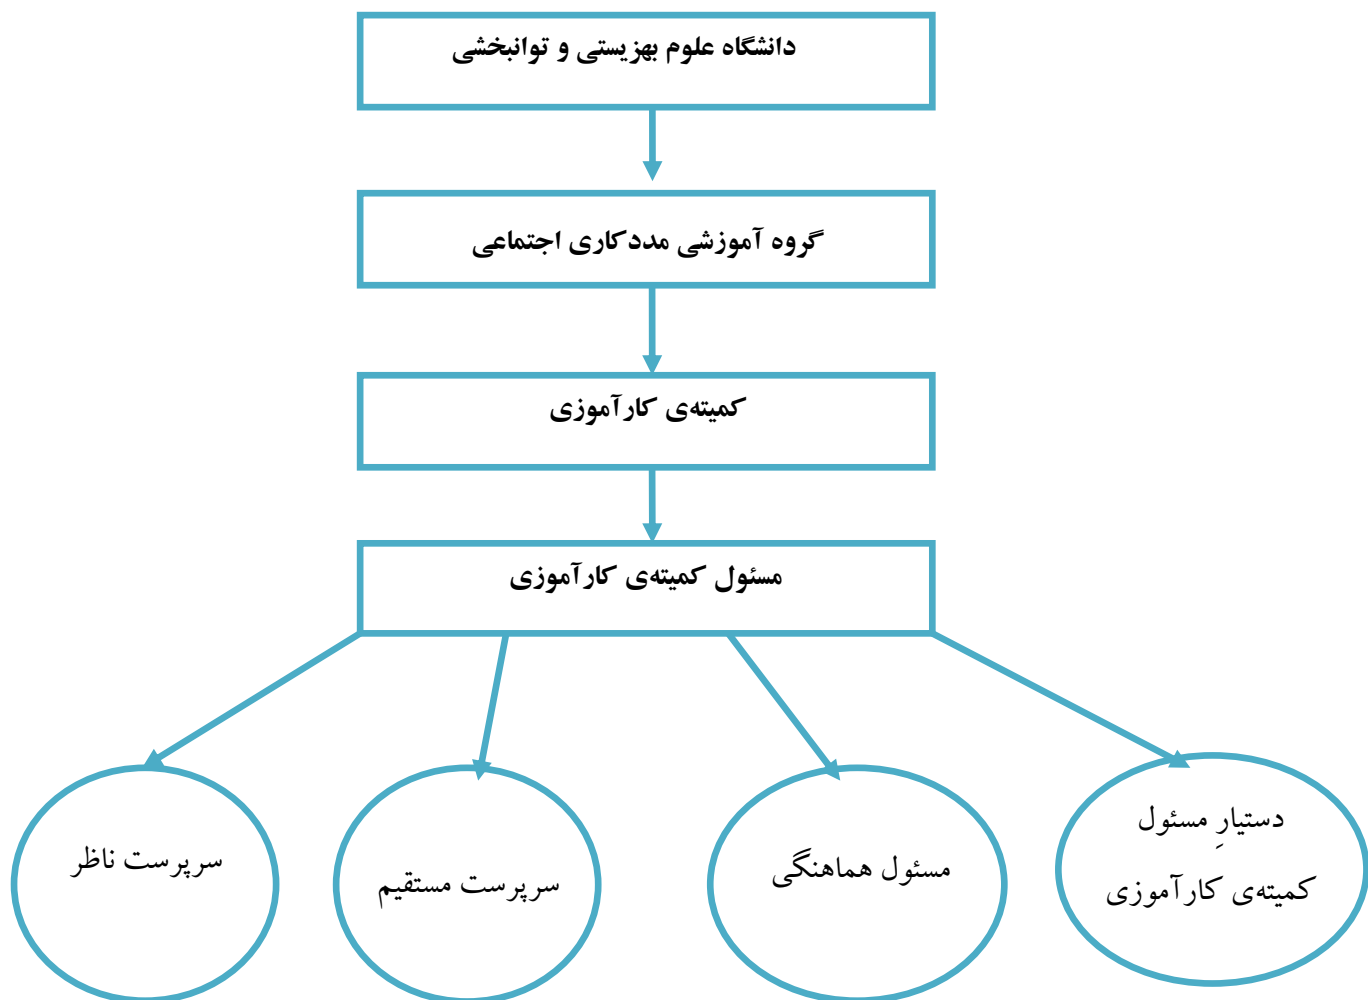 دانشگاه علوم بهزیستی و توانبخشی
گروه آموزشی مددکاری اجتماعی
کمیته‌ی کارآموزی
مسئول کمیته‌ی کارآموزی
دستیارِ مسئول
کمیته‌ی کارآموزی
مسئول هماهنگی
سرپرست مستقیم
سرپرست ناظر